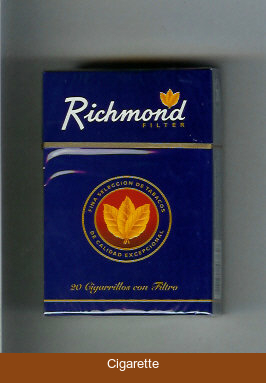 Richmond
FILTER
FINA SELECCION DE TABACOS
DE CALIDAD EXCEPCIONAL
20 Cigarrillos con Filtro
Cigarette